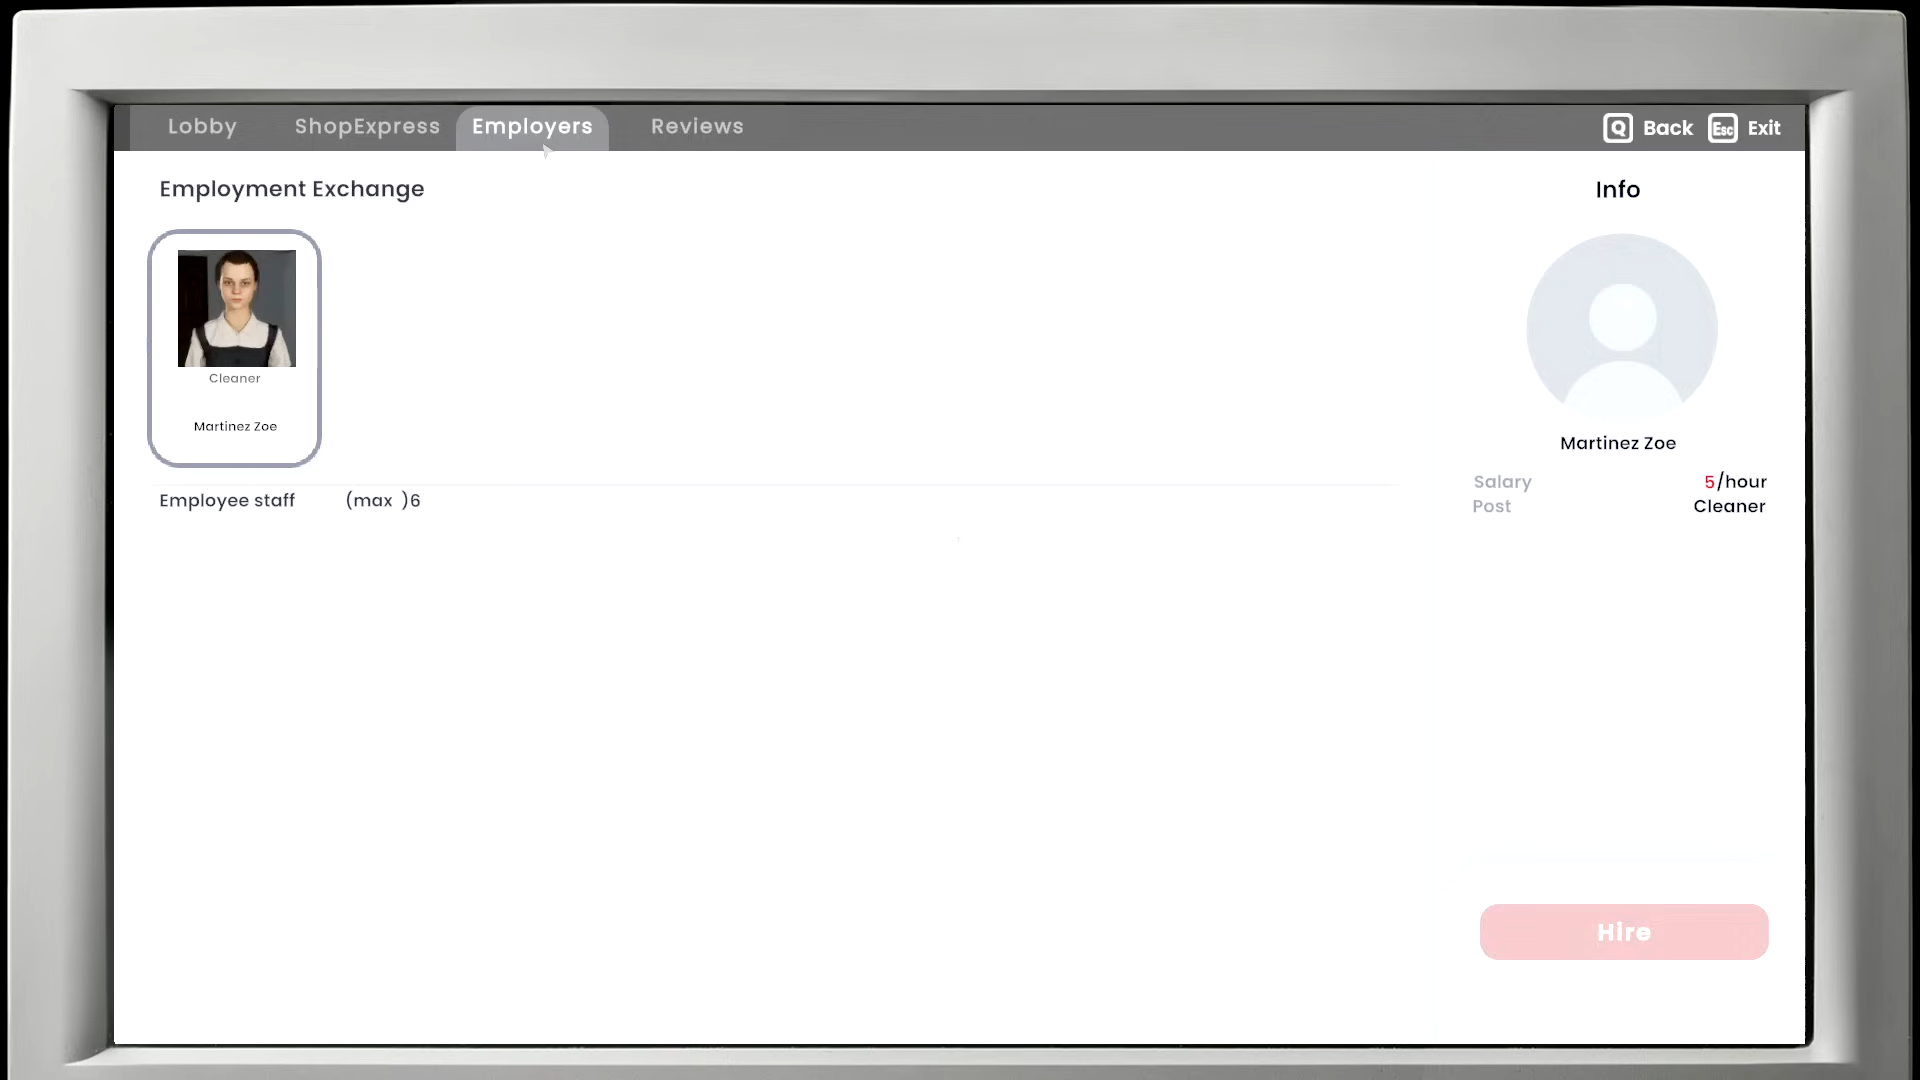 Lobby ShopExpress Employers Reviews Q Back Esc Exit
Employment Exchange
Info
Cleaner
Martinez Zoe
Martinez Zoe
Salary 5/hour
Post Cleaner
Employee staff (max )6
Hire